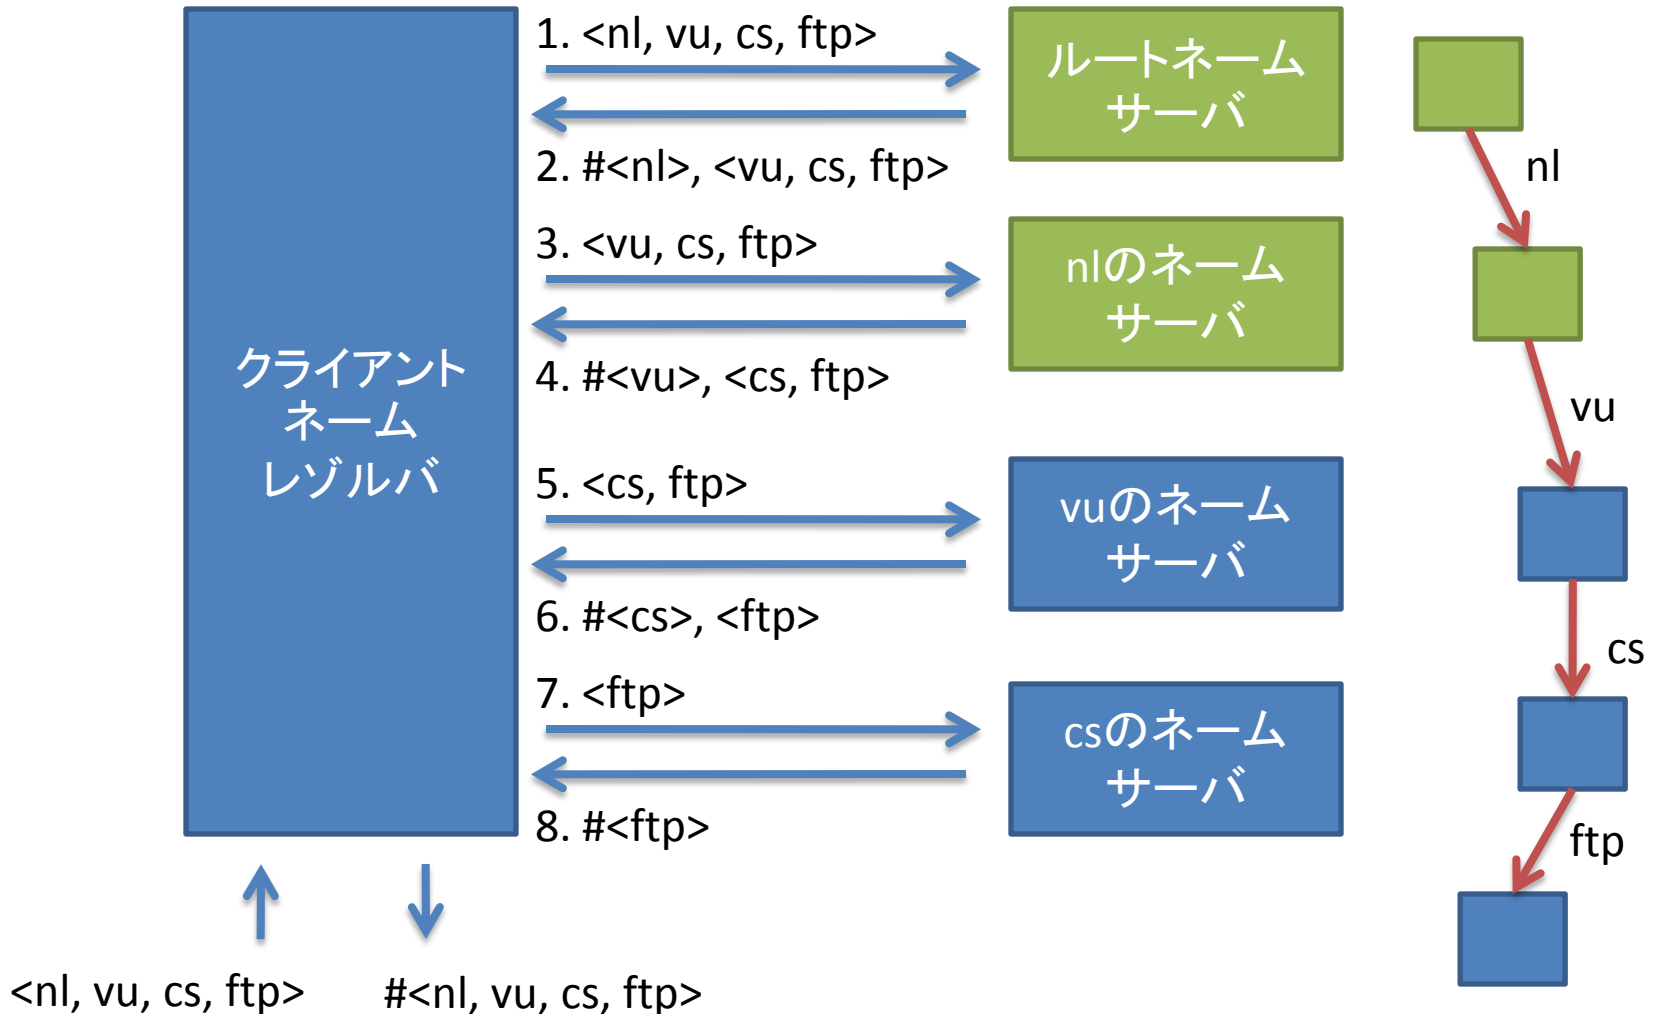 1. <nl, vu, cs, ftp>
2. #<nl>, <vu, cs, ftp>
3. <vu, cs, ftp>
4. #<vu>, <cs, ftp>
5. <cs, ftp>
6. #<cs>, <ftp>
7. <ftp>
8. #<ftp>
クライアント
ネーム
レゾルバ
ルートネーム
サーバ
nlのネーム
サーバ
vuのネーム
サーバ
csのネーム
サーバ
nl
vu
cs
ftp
<nl, vu, cs, ftp>
#<nl, vu, cs, ftp>